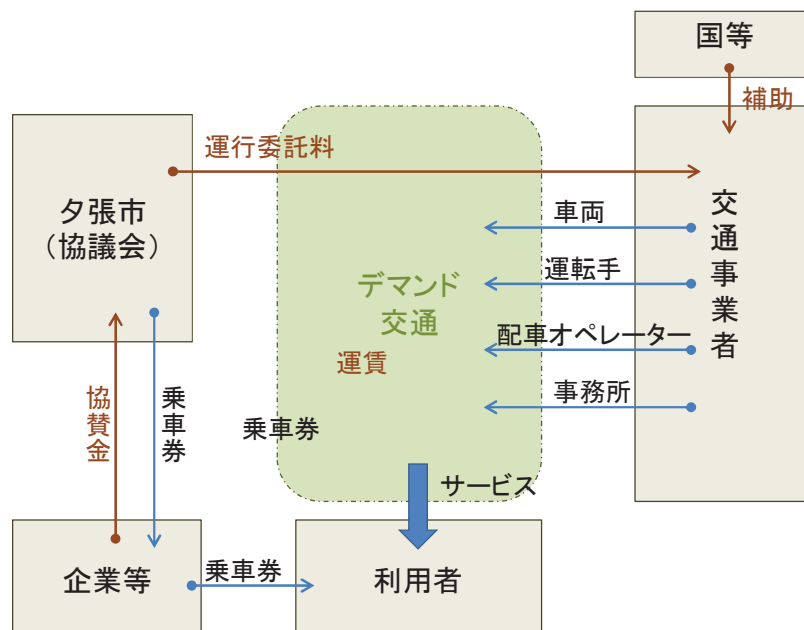 国等
補助
運行委託料
夕張市
（協議会）
車両
交通事業者
運転手
デマンド
交通
配車オペレーター
運賃
協賛金
乗車券
事務所
乗車券
サービス
企業等
乗車券
利用者